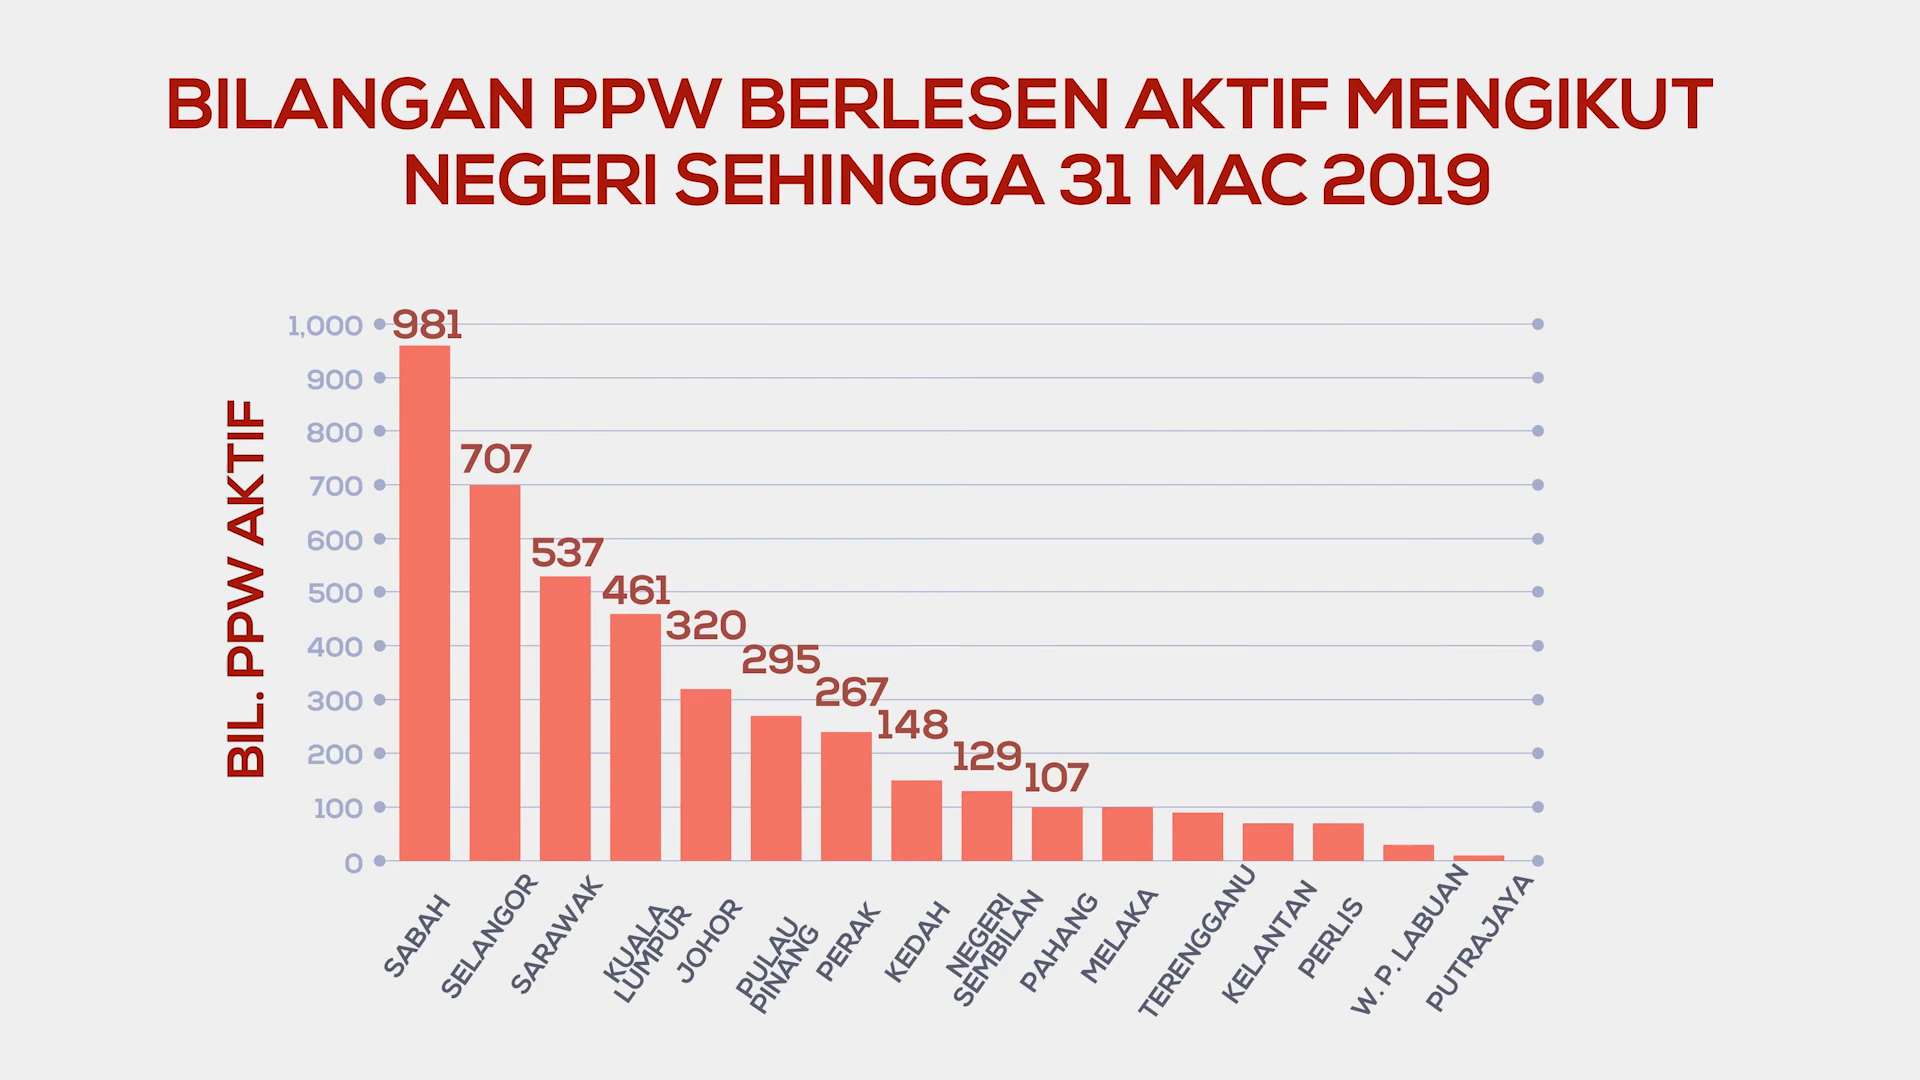 BILANGAN PPW BERLESEN AKTIF MENGIKUT
NEGERI SEHINGGA 31 MAC 2019
BIL. PPW AKTIF
1,000
900
800
700
600
500
400
300
200
100
0
981
707
537
461
320
295
267
148
129
107
SABAH
SELANGOR
SARAWAK
KUALA
LUMPUR
JOHOR
PULAU
PINANG
PERAK
KEDAH
NEGERI
SEMBILAN
PAHANG
MELAKA
TERENGGANU
KELANTAN
PERLIS
W. P. LABUAN
PUTRAJAYA